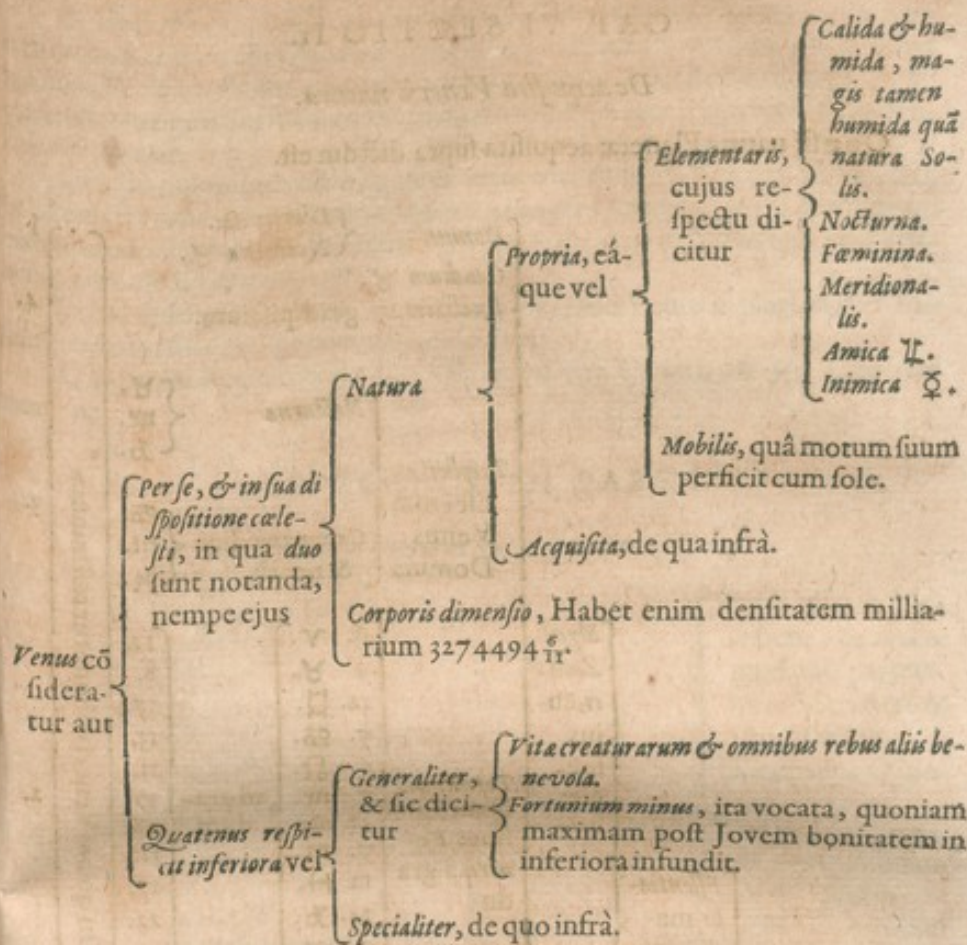 Venus cō
ſidera-
tur aut
Per ſe, & in ſua di
ſpoſitione cœle-
ſti, in qua duo
ſunt notanda,
nempe ejus
Natura
Propria, eá-
que vel
Elementaris,
cujus re-
ſpectu di-
citur
Calida & hu-
mida, ma-
gis tamen
humida quā
natura So-
lis.
Nocturna.
Fœminina.
Meridiona-
lis.
Amica ♊.
Inimica ☿.
Mobilis, quâ motum ſuum
perficit cum ſole.
Acquiſita, de qua infrà.
Corporis dimenſio, Habet enim denſitatem millia-
rium 3274494 6/11.
Quatenus reſpi-
cit inferiora vel
Generaliter,
& ſic dici-
tur
Vitæ creaturarum & omnibus rebus aliis be-
nevola.
Fortunium minus, ita vocata, quoniam
maximam poſt Jovem bonitatem in
inferiora infundit.
Specialiter, de quo infrà.